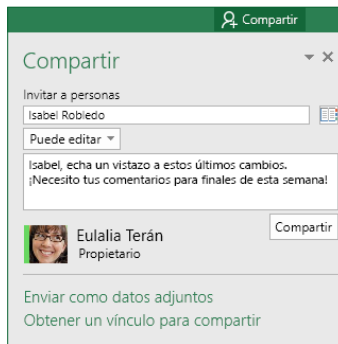 Compartir
Compartir
Invitar a personas
Isabel Robledo
Puede editar
Isabel, echa un vistazo a estos últimos cambios.
¡Necesito tus comentarios para finales de esta semana!
Compartir
Eulalia Terán
Propietario
Enviar como datos adjuntos
Obtener un vínculo para compartir